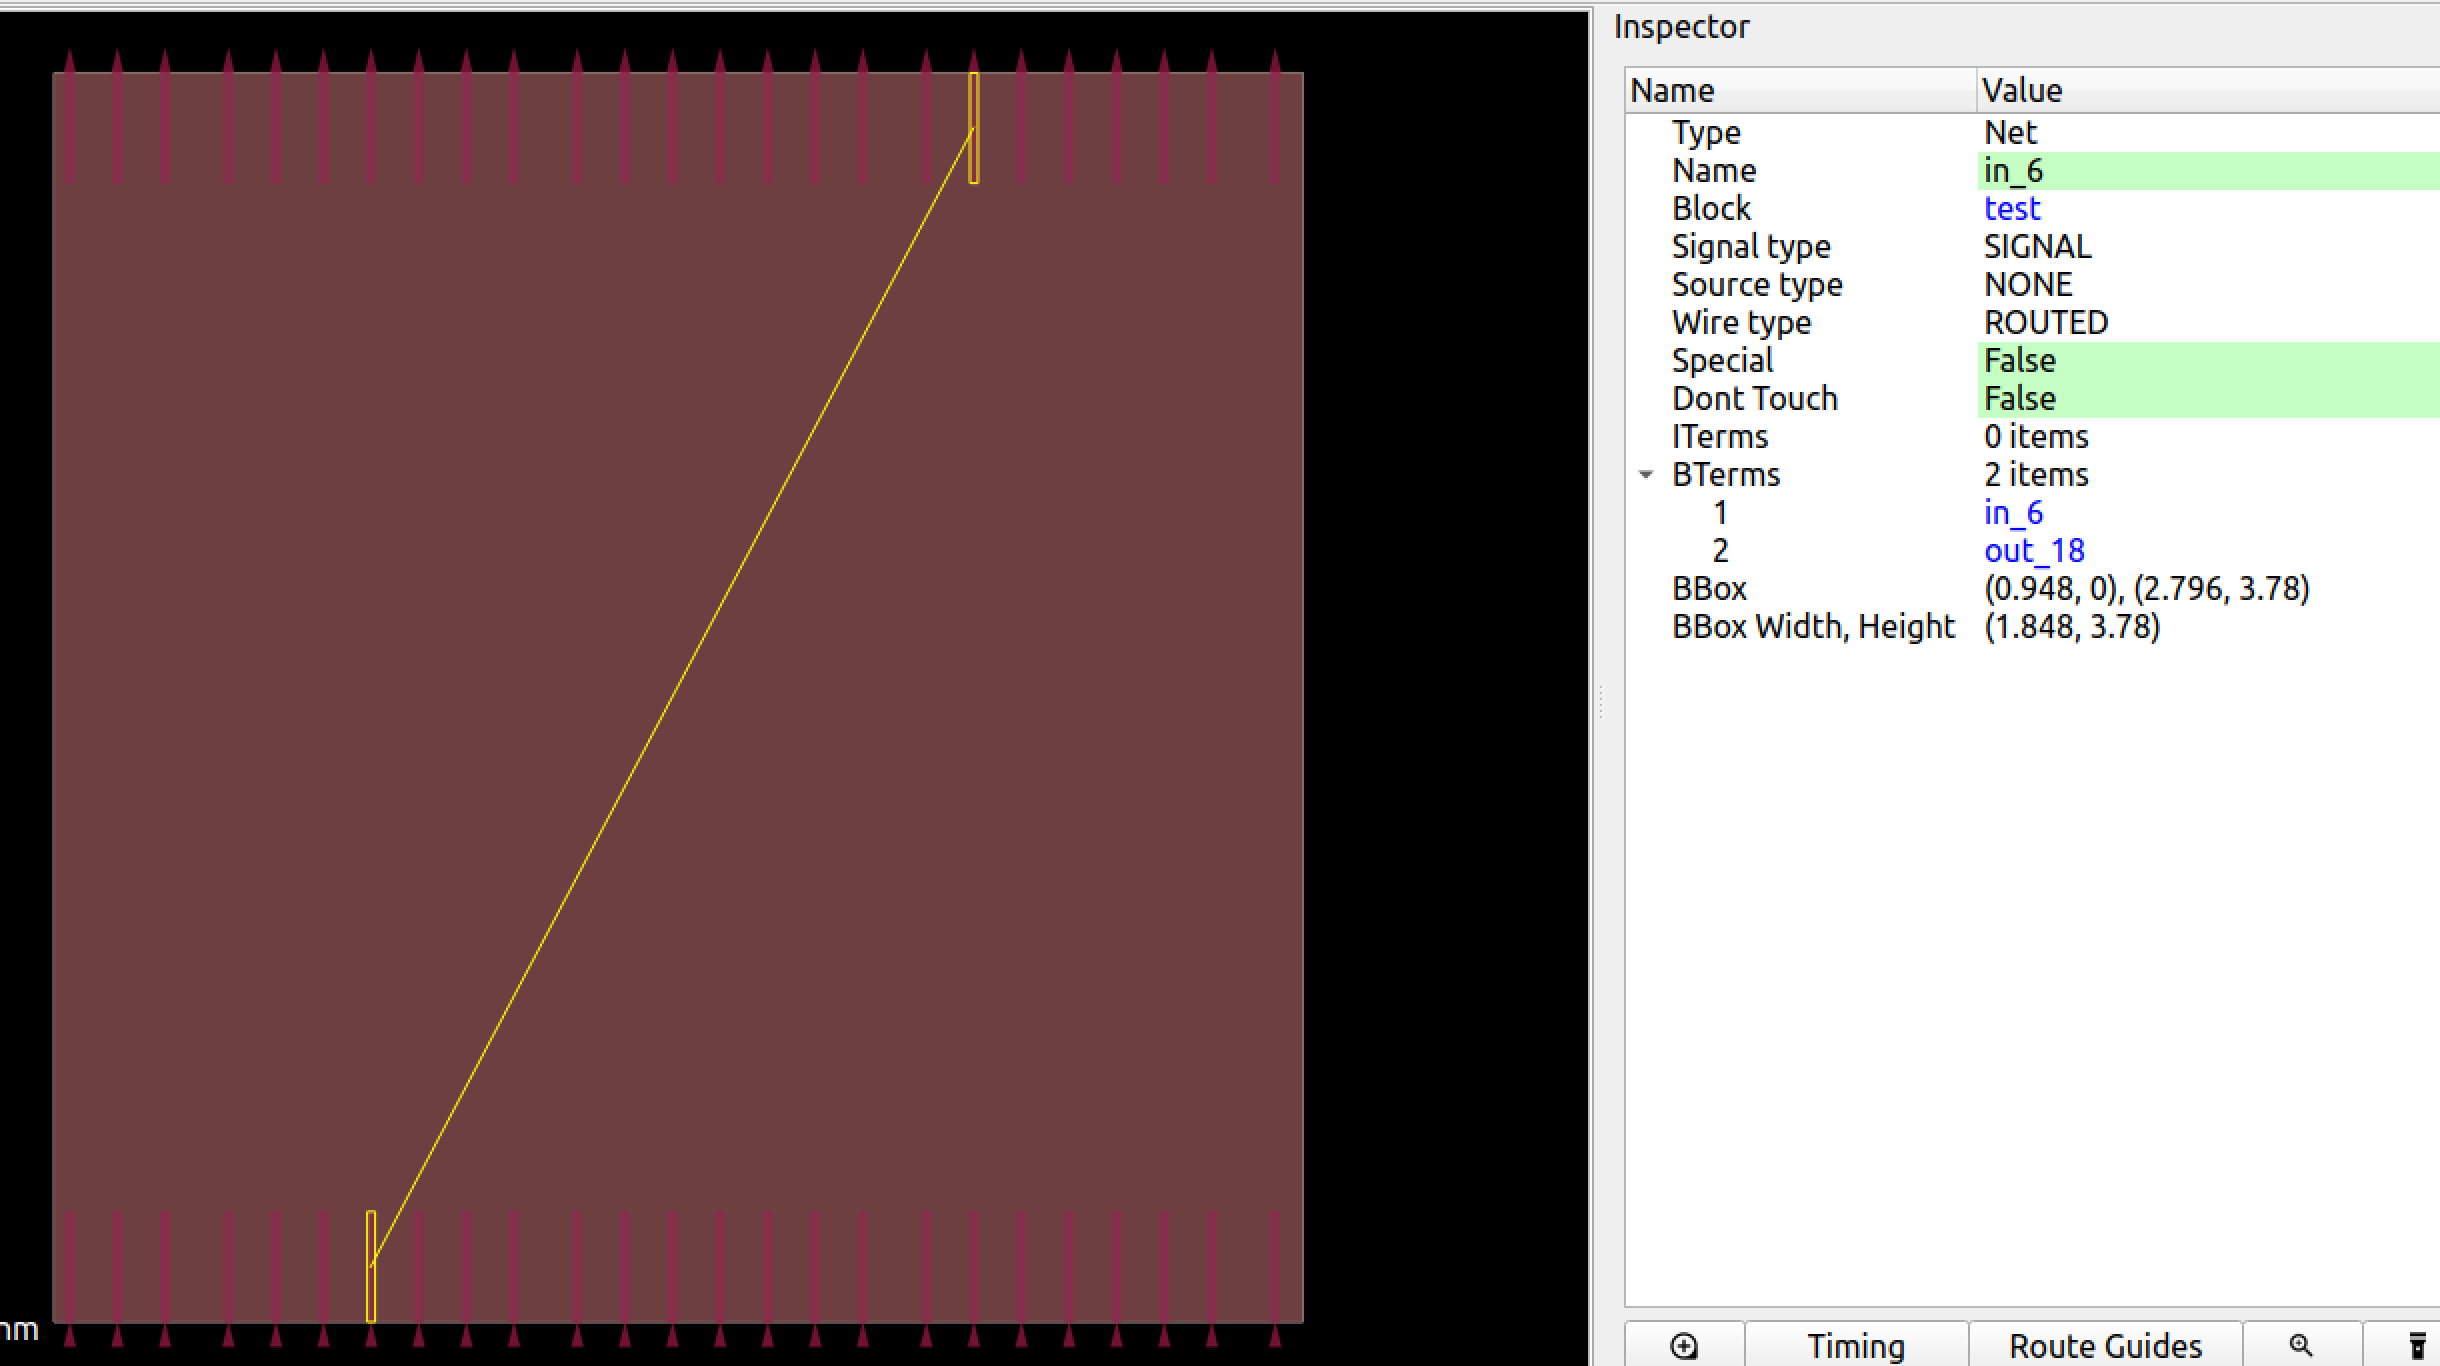 Inspector
Name Value
Type Net
Name in_6
Block test
Signal type SIGNAL
Source type NONE
Wire type ROUTED
Special False
Dont Touch False
ITerms 0 items
BTerms 2 items
1 in_6
2 out_18
BBox (0.948, 0), (2.796, 3.78)
BBox Width, Height (1.848, 3.78)
Timing Route Guides